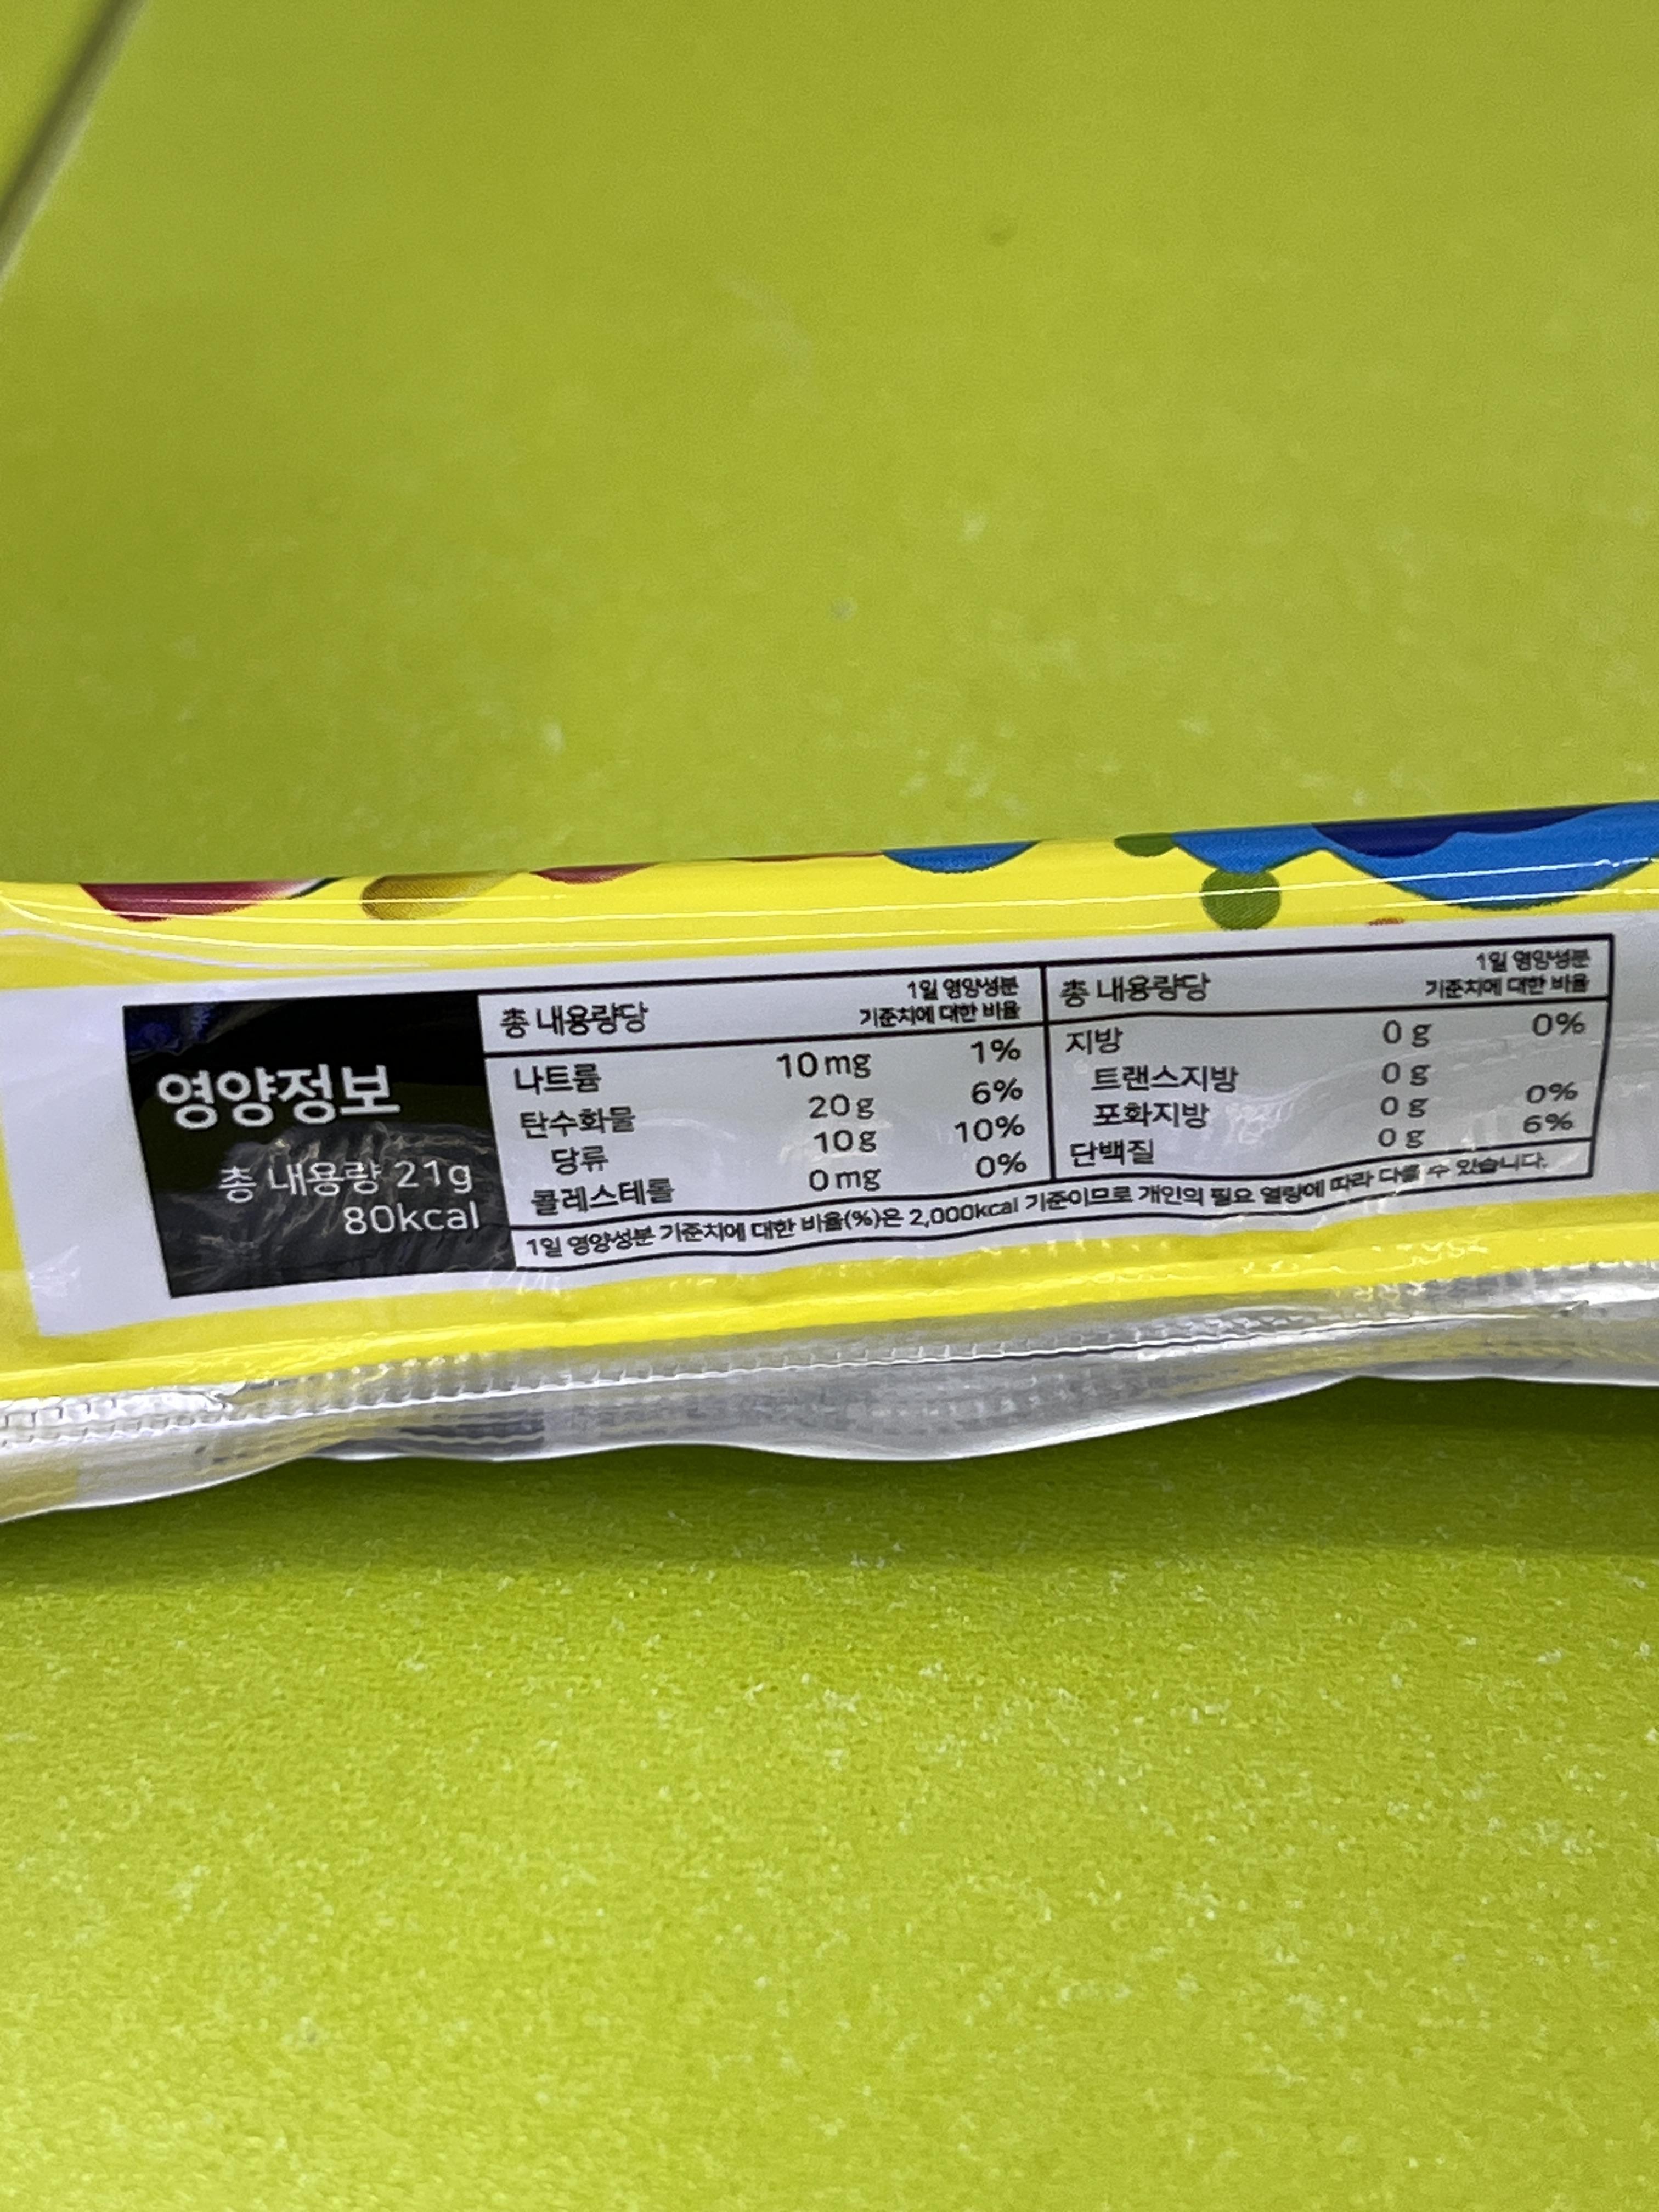 영양정보
총 내용량 21g
80kcal
총 내용량당 1일 영양성분 기준치에 대한 비율
나트륨 10mg 1%
탄수화물 20g 6%
당류 10g 10%
콜레스테롤 0mg 0%
총 내용량당 1일 영양성분 기준치에 대한 비율
지방 0g 0%
트랜스지방 0g
포화지방 0g 0%
단백질 0g 6%
1일 영양성분 기준치에 대한 비율(%)은 2,000kcal 기준이므로 개인의 필요 열량에 따라 다를 수 있습니다.